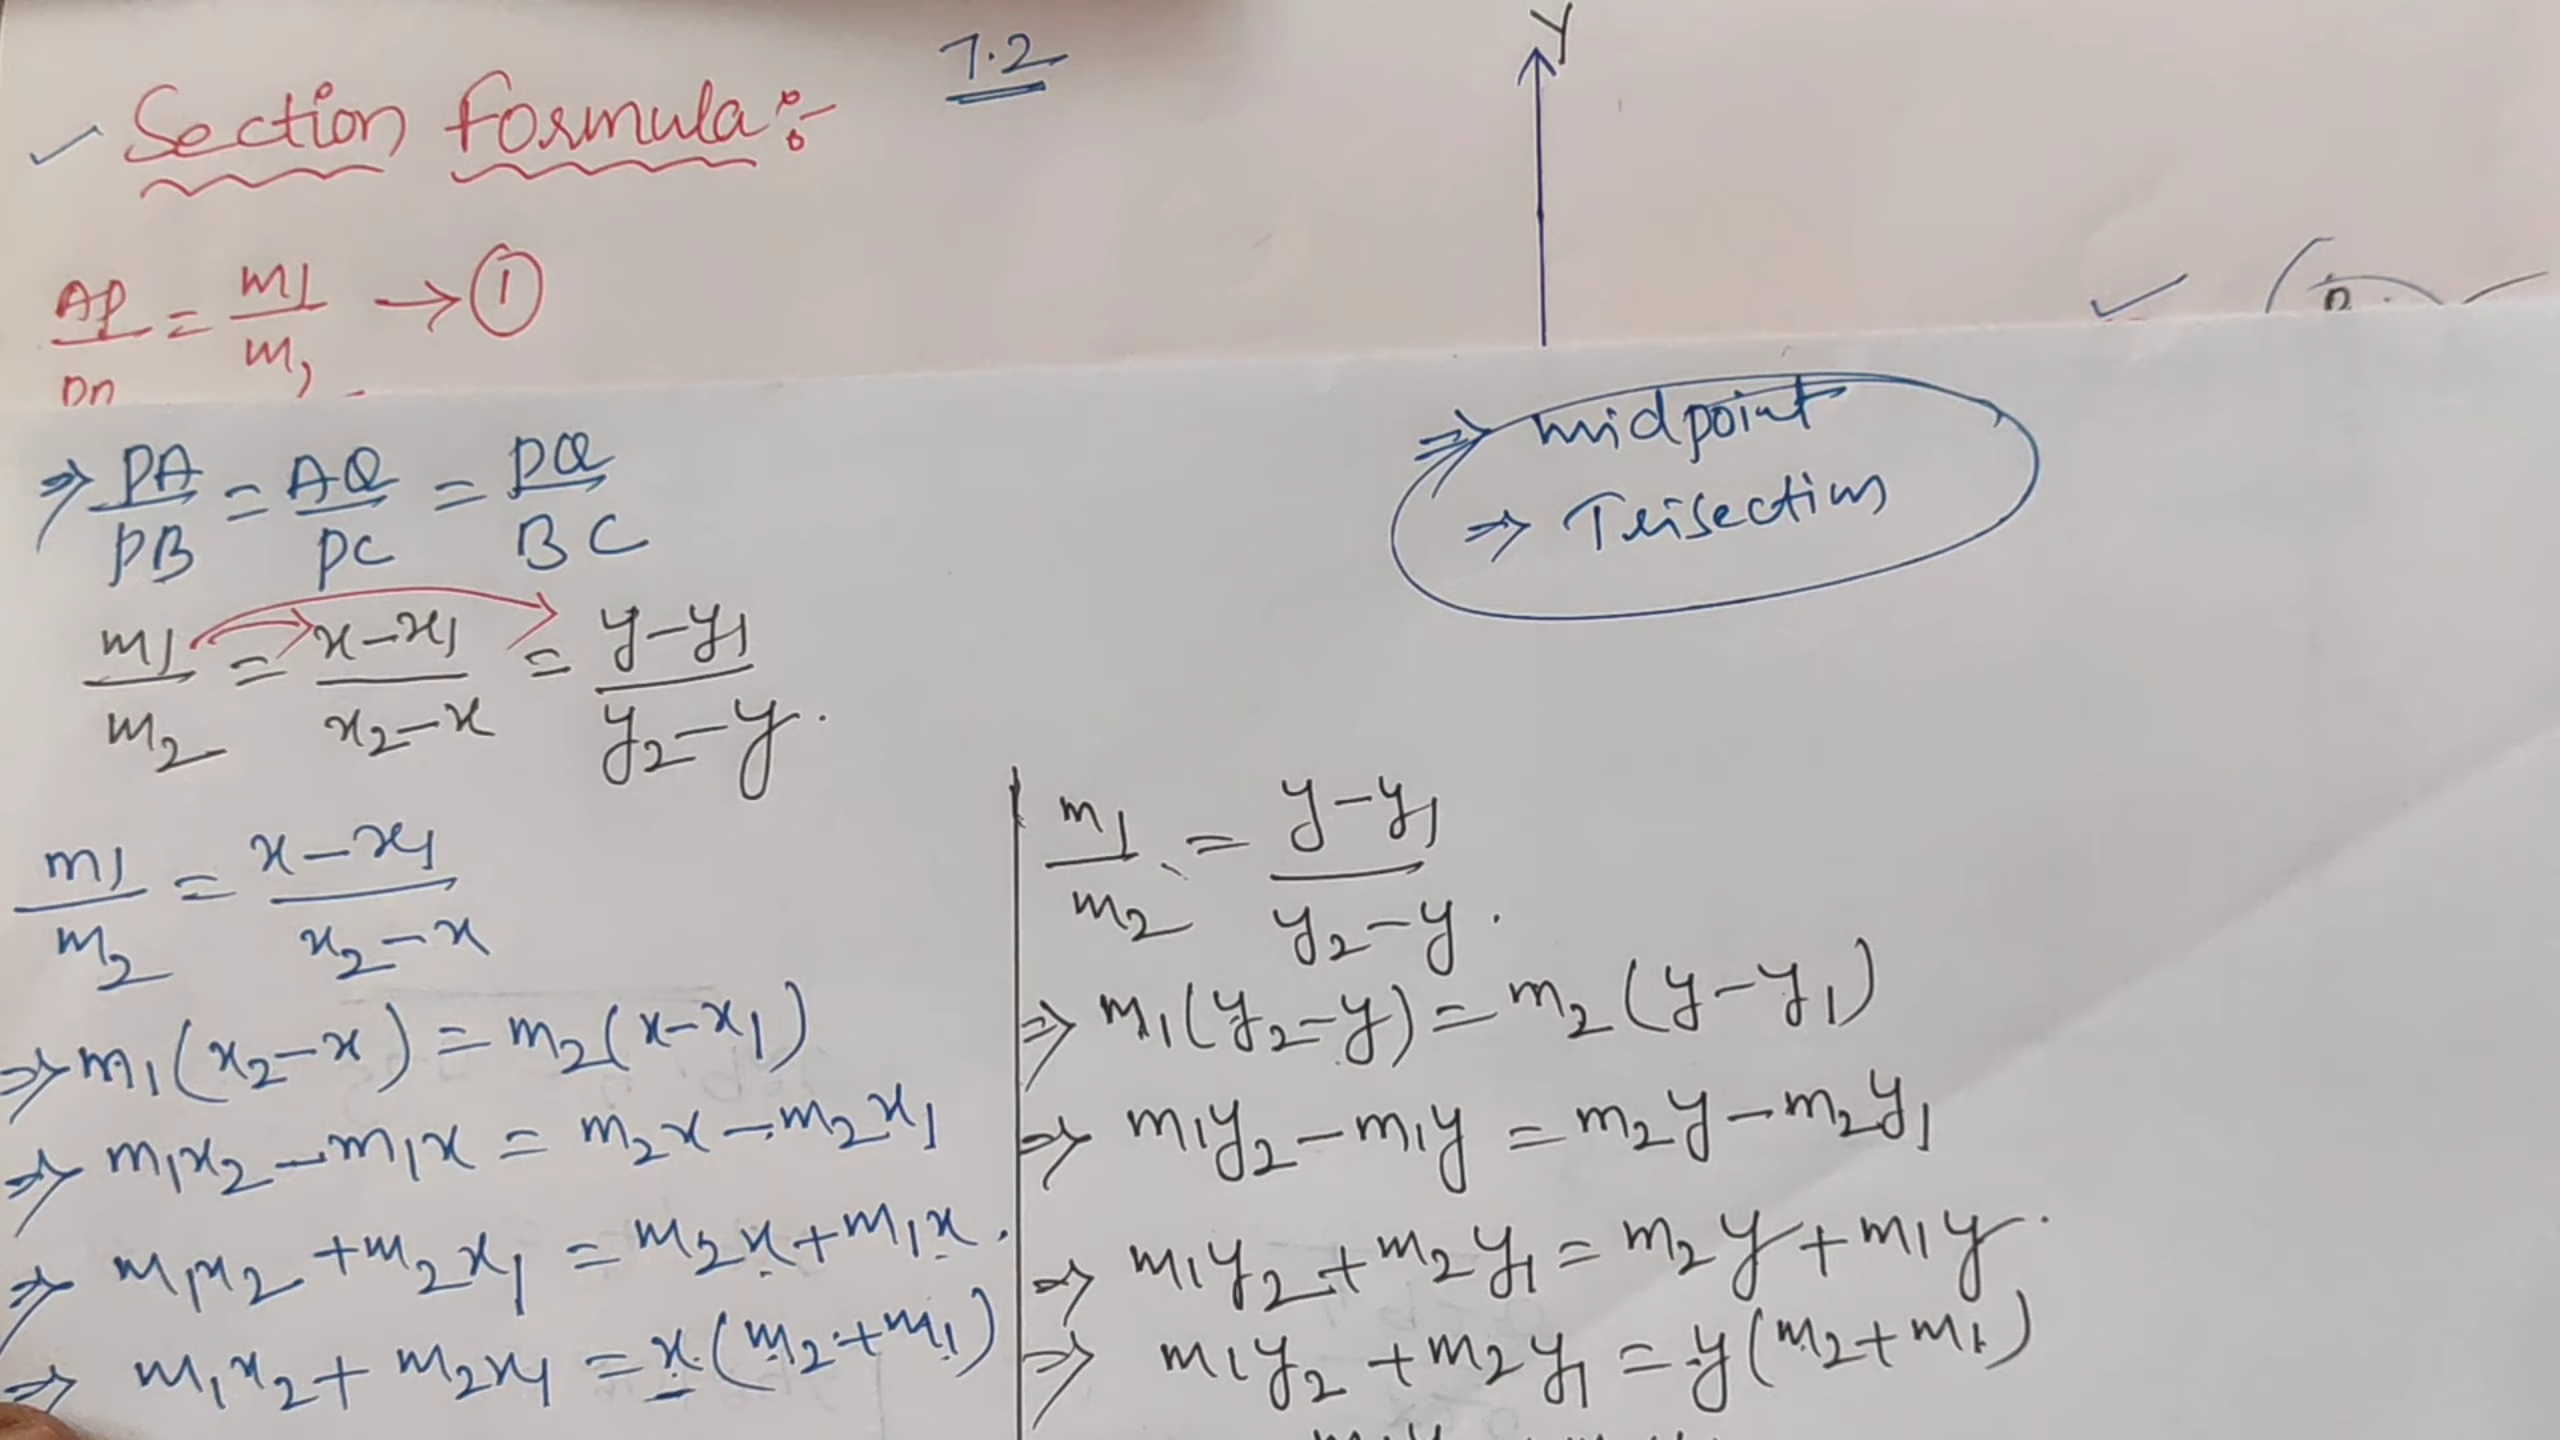 7.2
Y
Section formula:-
AP/ = m1/m2 → ①
⇒ PA/PB = AQ/PC = PQ/BC
⇒ midpoint
⇒ Trisection
m1/m2 = x-x1/x2-x = y-y1/y2-y.
m1/m2 = x-x1/x2-x
⇒ m1(x2-x) = m2(x-x1)
⇒ m1x2-m1x = m2x-m2x1
⇒ m1x2+m2x1 = m2x+m1x.
⇒ m1x2+m2x1 = x(m2+m1)
m1/m2 = y-y1/y2-y.
⇒ m1(y2-y) = m2(y-y1)
⇒ m1y2-m1y = m2y-m2y1
⇒ m1y2+m2y1 = m2y+m1y.
⇒ m1y2+m2y1 = y(m2+m1)